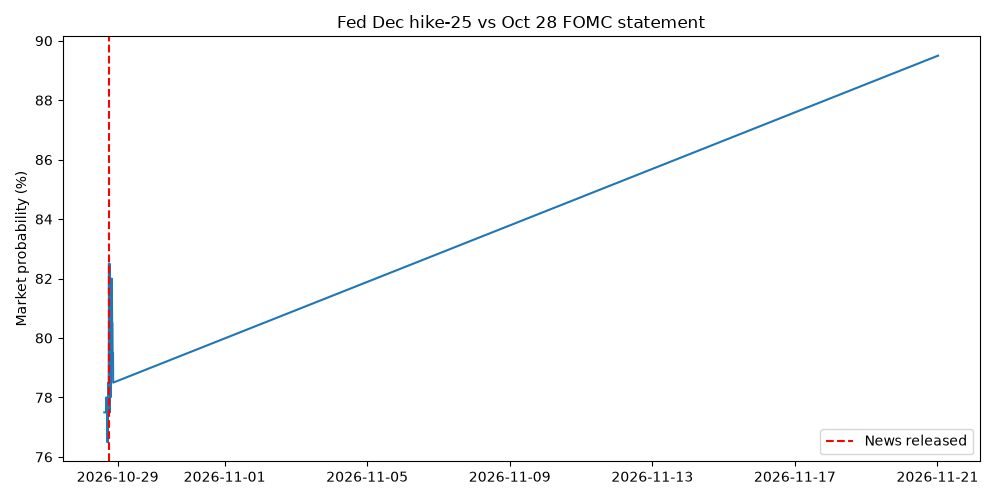 Fed Dec hike-25 vs Oct 28 FOMC statement
Market probability (%)
90
88
86
84
82
80
78
76
News released
2026-10-29 2026-11-01 2026-11-05 2026-11-09 2026-11-13 2026-11-17 2026-11-21